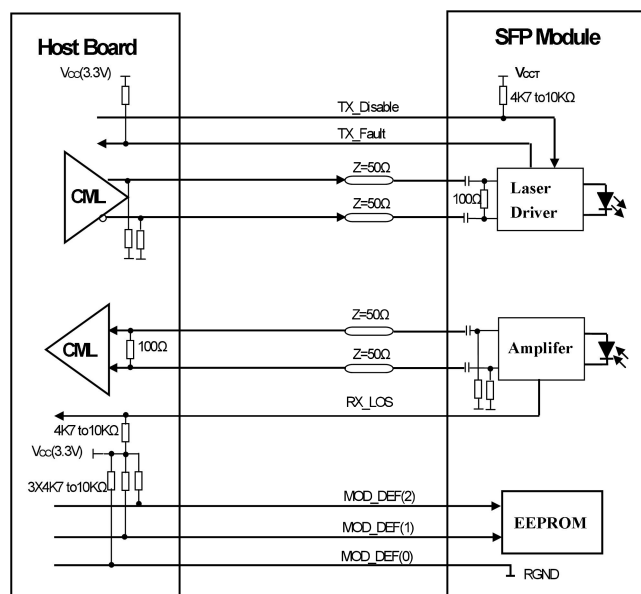 Host Board
SFP Module
Vcc(3.3V)
VCCT
4K7 to10KΩ
TX_Disable
TX_Fault
CML
Z=50Ω
100Ω
Laser
Driver
Z=50Ω
Z=50Ω
CML
100Ω
Amplifer
Z=50Ω
RX_LOS
4K7 to10KΩ
Vcc(3.3V)
3X4K7 to10KΩ
MOD_DEF(2)
EEPROM
MOD_DEF(1)
MOD_DEF(0)
RGND